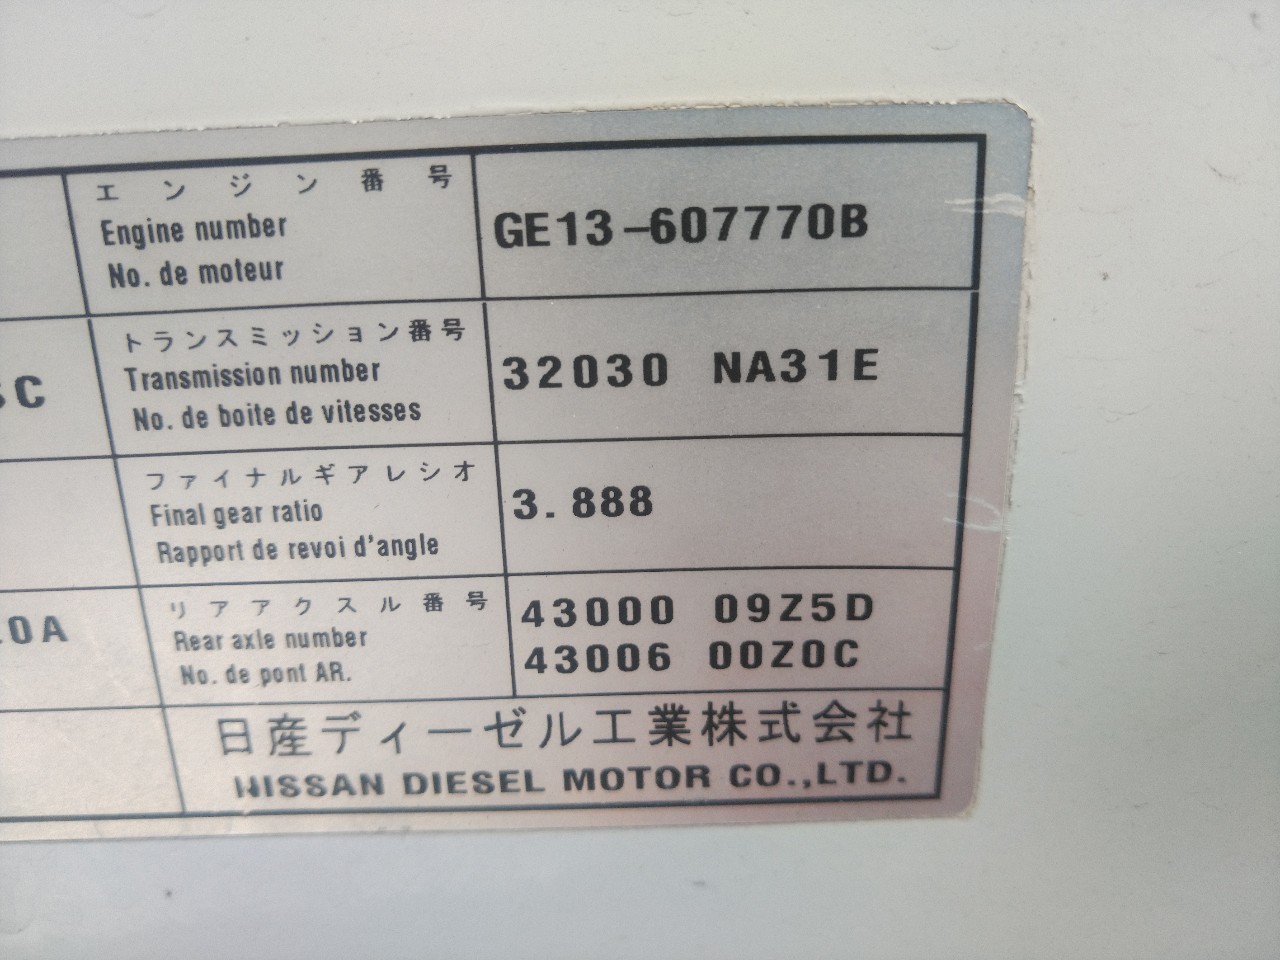 エンジン番号
Engine number
No. de moteur
GE13-607770B
トランスミッション番号
Transmission number
No. de boite de vitesses
32030 NA31E
ファイナルギアレシオ
Final gear ratio
Rapport de revoi d'angle
3.888
リアアクスル番号
Rear axle number
No. de pont AR.
43000 09Z5D
43006 00Z0C
日産ディーゼル工業株式会社
NISSAN DIESEL MOTOR CO.,LTD.